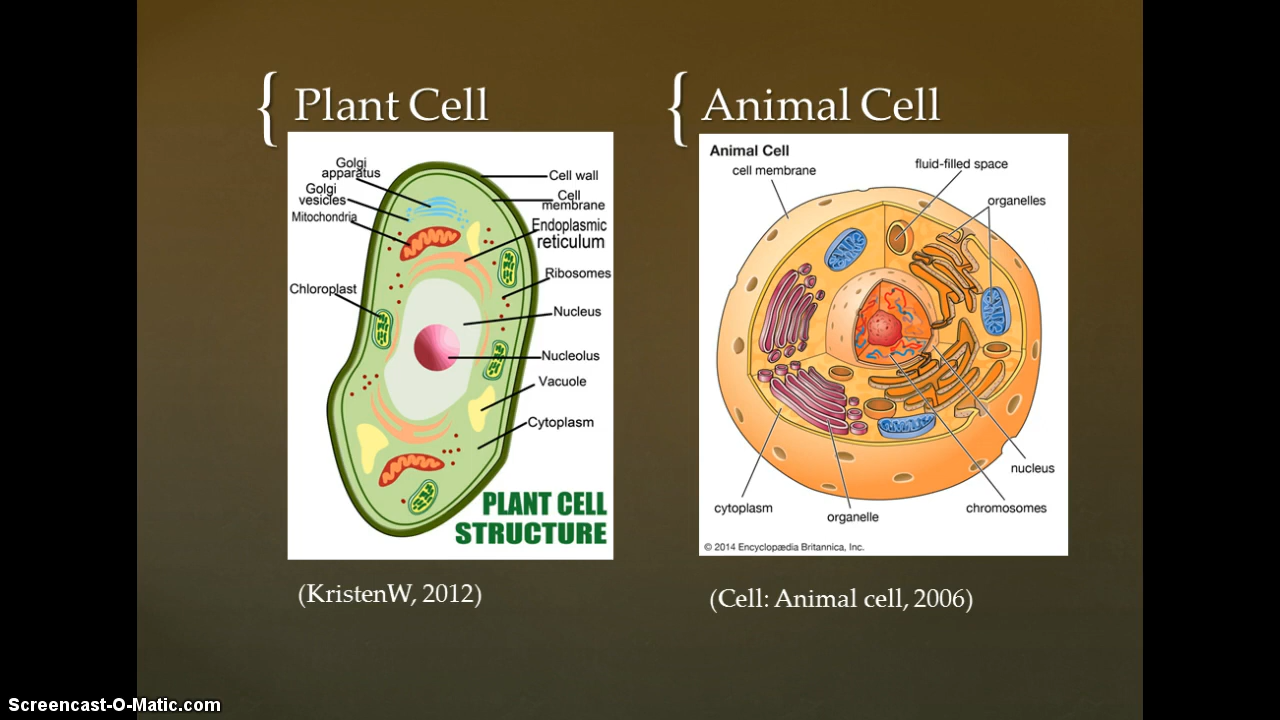 { Plant Cell
Golgi
apparatus
Golgi
vesicles
Mitochondria
Chloroplast
Cell wall
Cell
membrane
Endoplasmic
reticulum
Ribosomes
Nucleus
Nucleolus
Vacuole
Cytoplasm
PLANT CELL
STRUCTURE
(KristenW, 2012)
{ Animal Cell
Animal Cell
cell membrane
fluid-filled space
organelles
nucleus
chromosomes
organelle
cytoplasm
© 2014 Encyclopædia Britannica, Inc.
(Cell: Animal cell, 2006)
Screencast-O-Matic.com